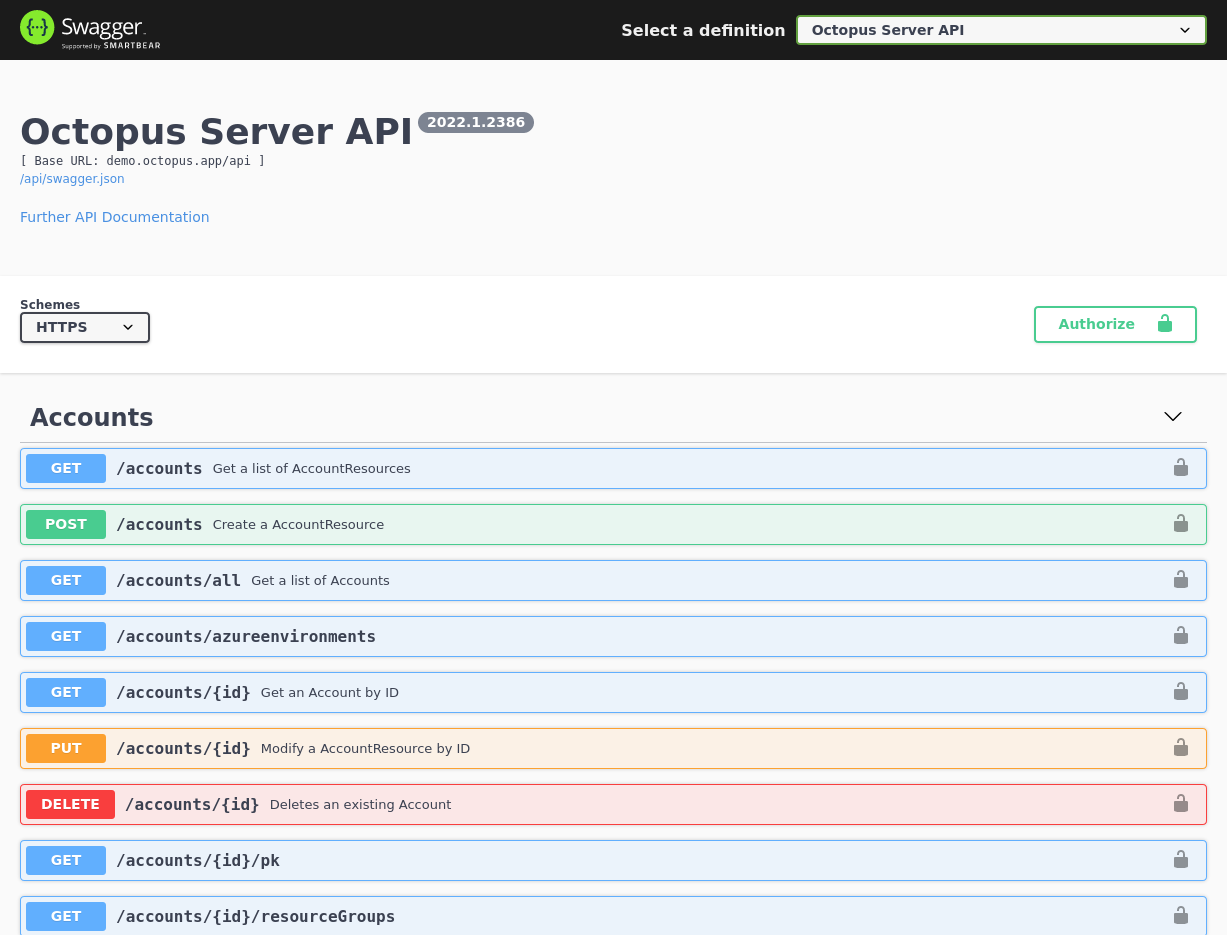 Swagger.
Supported by SMARTBEAR
Select a definition
Octopus Server API
Octopus Server API 2022.1.2386
[ Base URL: demo.octopus.app/api ]
/api/swagger.json
Further API Documentation
Schemes
HTTPS
Authorize
Accounts
GET /accounts Get a list of AccountResources
POST /accounts Create a AccountResource
GET /accounts/all Get a list of Accounts
GET /accounts/azureenvironments
GET /accounts/{id} Get an Account by ID
PUT /accounts/{id} Modify a AccountResource by ID
DELETE /accounts/{id} Deletes an existing Account
GET /accounts/{id}/pk
GET /accounts/{id}/resourceGroups